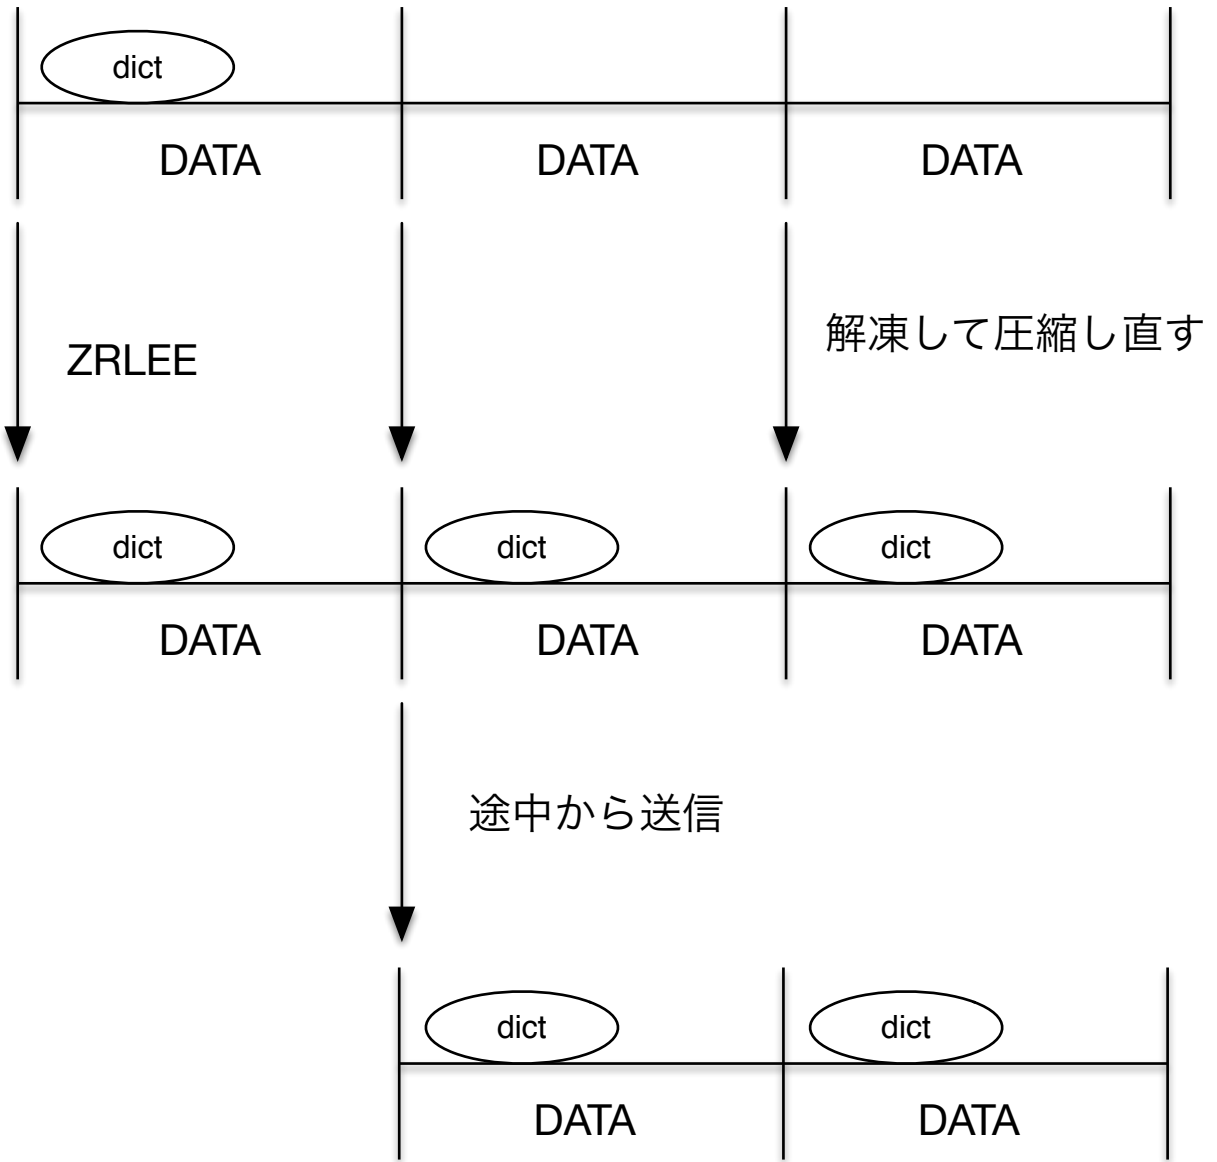 dict
DATA DATA DATA
解凍して圧縮し直す
ZRLEE
dict dict dict
DATA DATA DATA
途中から送信
dict dict
DATA DATA